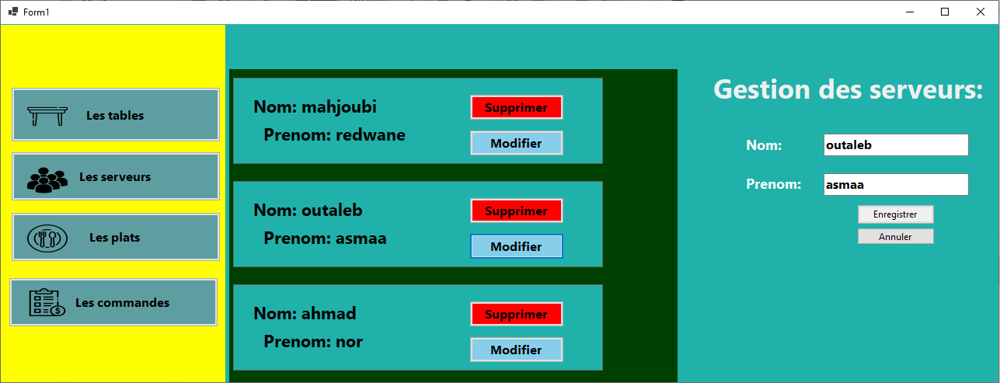 Form1
Les tables
Les serveurs
Les plats
Les commandes
Nom: mahjoubi
Prenom: redwane
Supprimer
Modifier
Nom: outaleb
Prenom: asmaa
Supprimer
Modifier
Nom: ahmad
Prenom: nor
Supprimer
Modifier
Gestion des serveurs:
Nom: outaleb
Prenom: asmaa
Enregistrer
Annuler